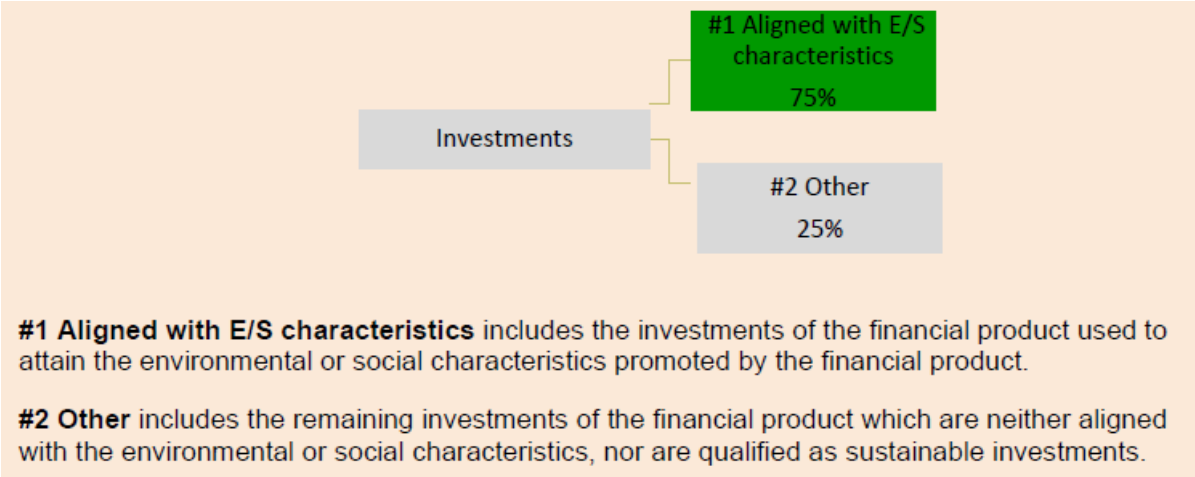 #1 Aligned with E/S
characteristics
75%
Investments
#2 Other
25%
#1 Aligned with E/S characteristics includes the investments of the financial product used to
attain the environmental or social characteristics promoted by the financial product.
#2 Other includes the remaining investments of the financial product which are neither aligned
with the environmental or social characteristics, nor are qualified as sustainable investments.